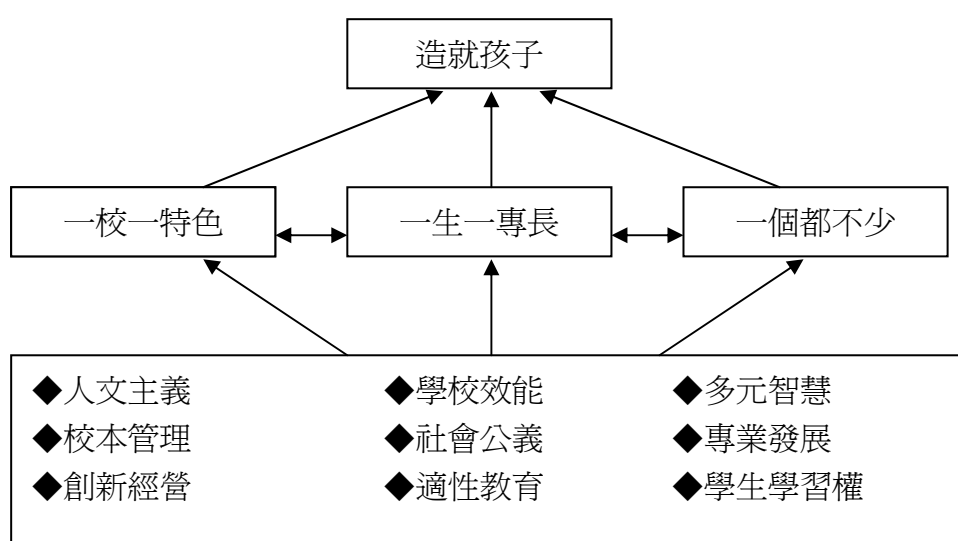 造就孩子
一校一特色 一生一專長 一個都不少
◆人文主義 ◆學校效能 ◆多元智慧
◆校本管理 ◆社會公義 ◆專業發展
◆創新經營 ◆適性教育 ◆學生學習權